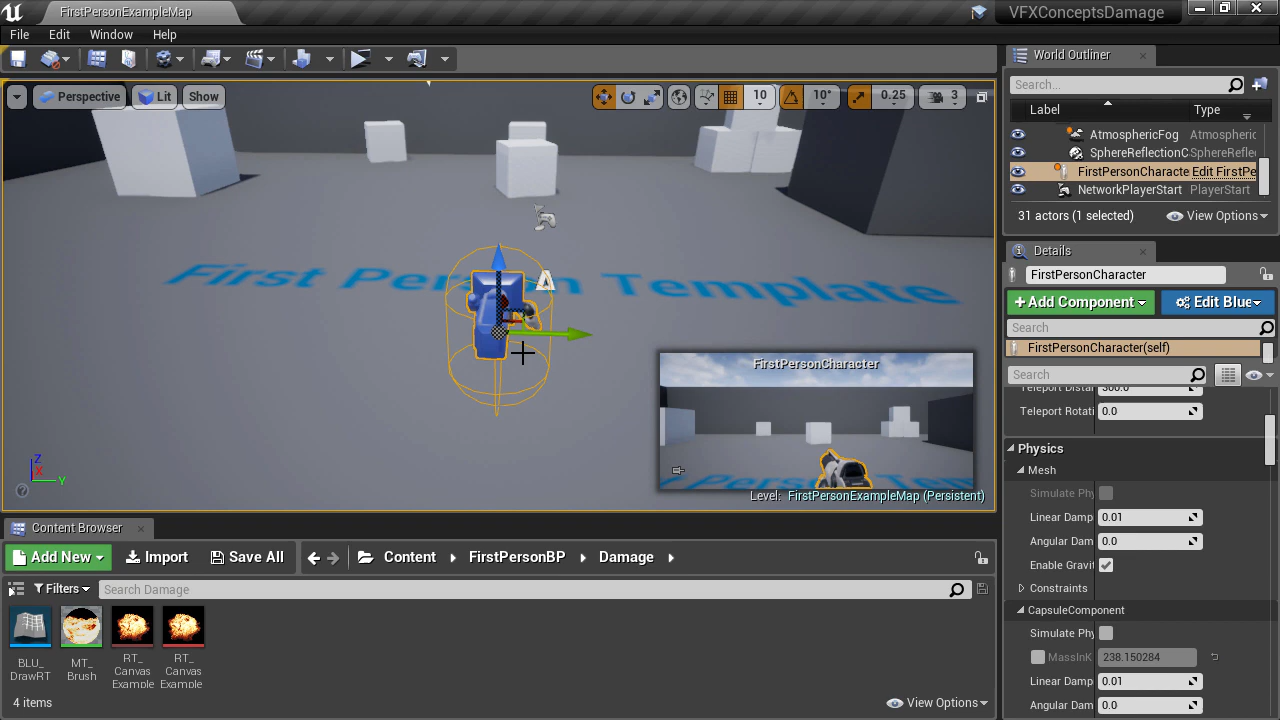 FirstPersonExampleMap
VFXConceptsDamage
File Edit Window Help
Perspective Lit Show
10 10° 0.25 3
First Person Template
FirstPersonCharacter
Level: FirstPersonExampleMap (Persistent)
Z
X
Y
World Outliner
Search...
Label Type
AtmosphericFog Atmospheric
SphereReflectionC SphereReflec
FirstPersonCharacte Edit FirstPe
NetworkPlayerStart PlayerStart
31 actors (1 selected) View Options
Details
FirstPersonCharacter
+Add Component Edit Blue
Search
FirstPersonCharacter(self)
Search
Teleport Distan 300.0
Teleport Rotati 0.0
Physics
Mesh
Simulate Phy
Linear Damp 0.01
Angular Dam 0.0
Enable Gravit
Constraints
CapsuleComponent
Simulate Phy
MassInK 238.150284
Linear Damp 0.01
Angular Dam 0.0
Content Browser
Add New Import Save All Content FirstPersonBP Damage
Filters Search Damage
BLU_
DrawRT
MT_
Brush
RT_
Canvas
Example
RT_
Canvas
Example
4 items View Options